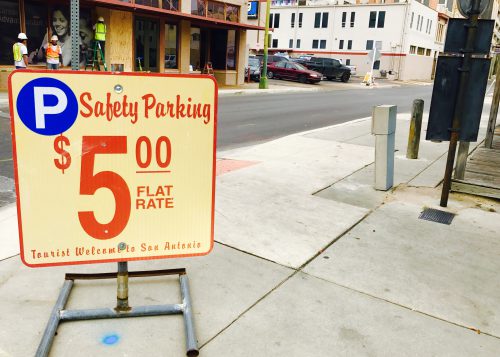 P Safety Parking
$5.00
FLAT
RATE
Tourist Welcome to San Antonio